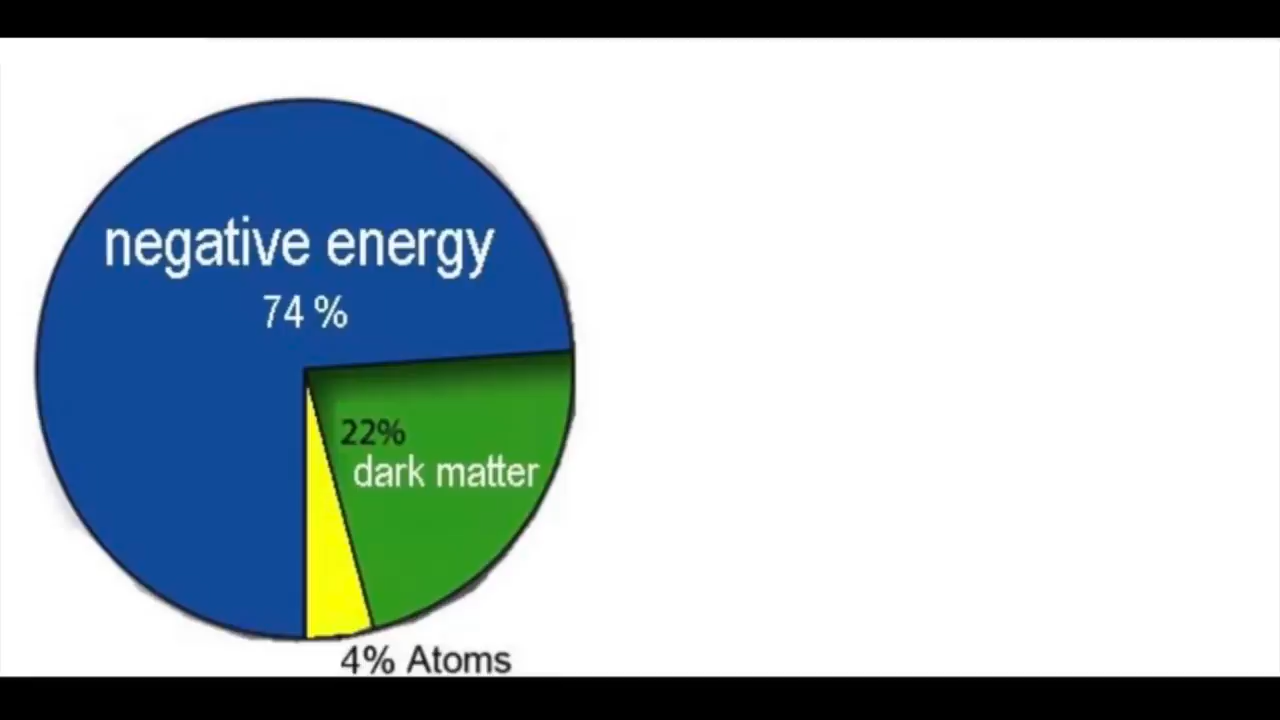 negative energy
74 %
22%
dark matter
4% Atoms